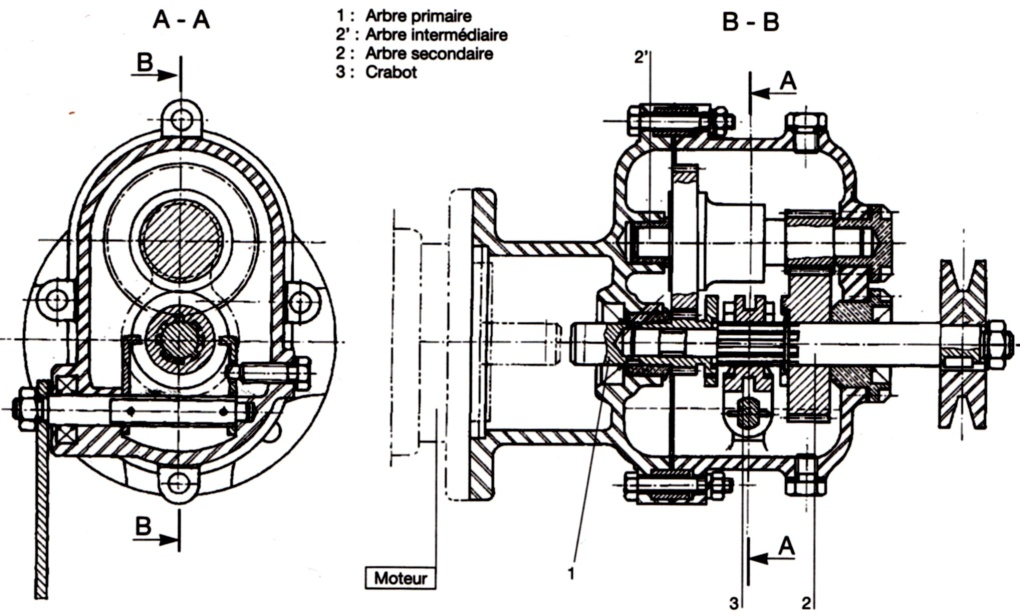 A - A
1 : Arbre primaire
2' : Arbre intermédiaire
2 : Arbre secondaire
3 : Crabot
B - B
B
2'
A
B
A
Moteur
1
3
2